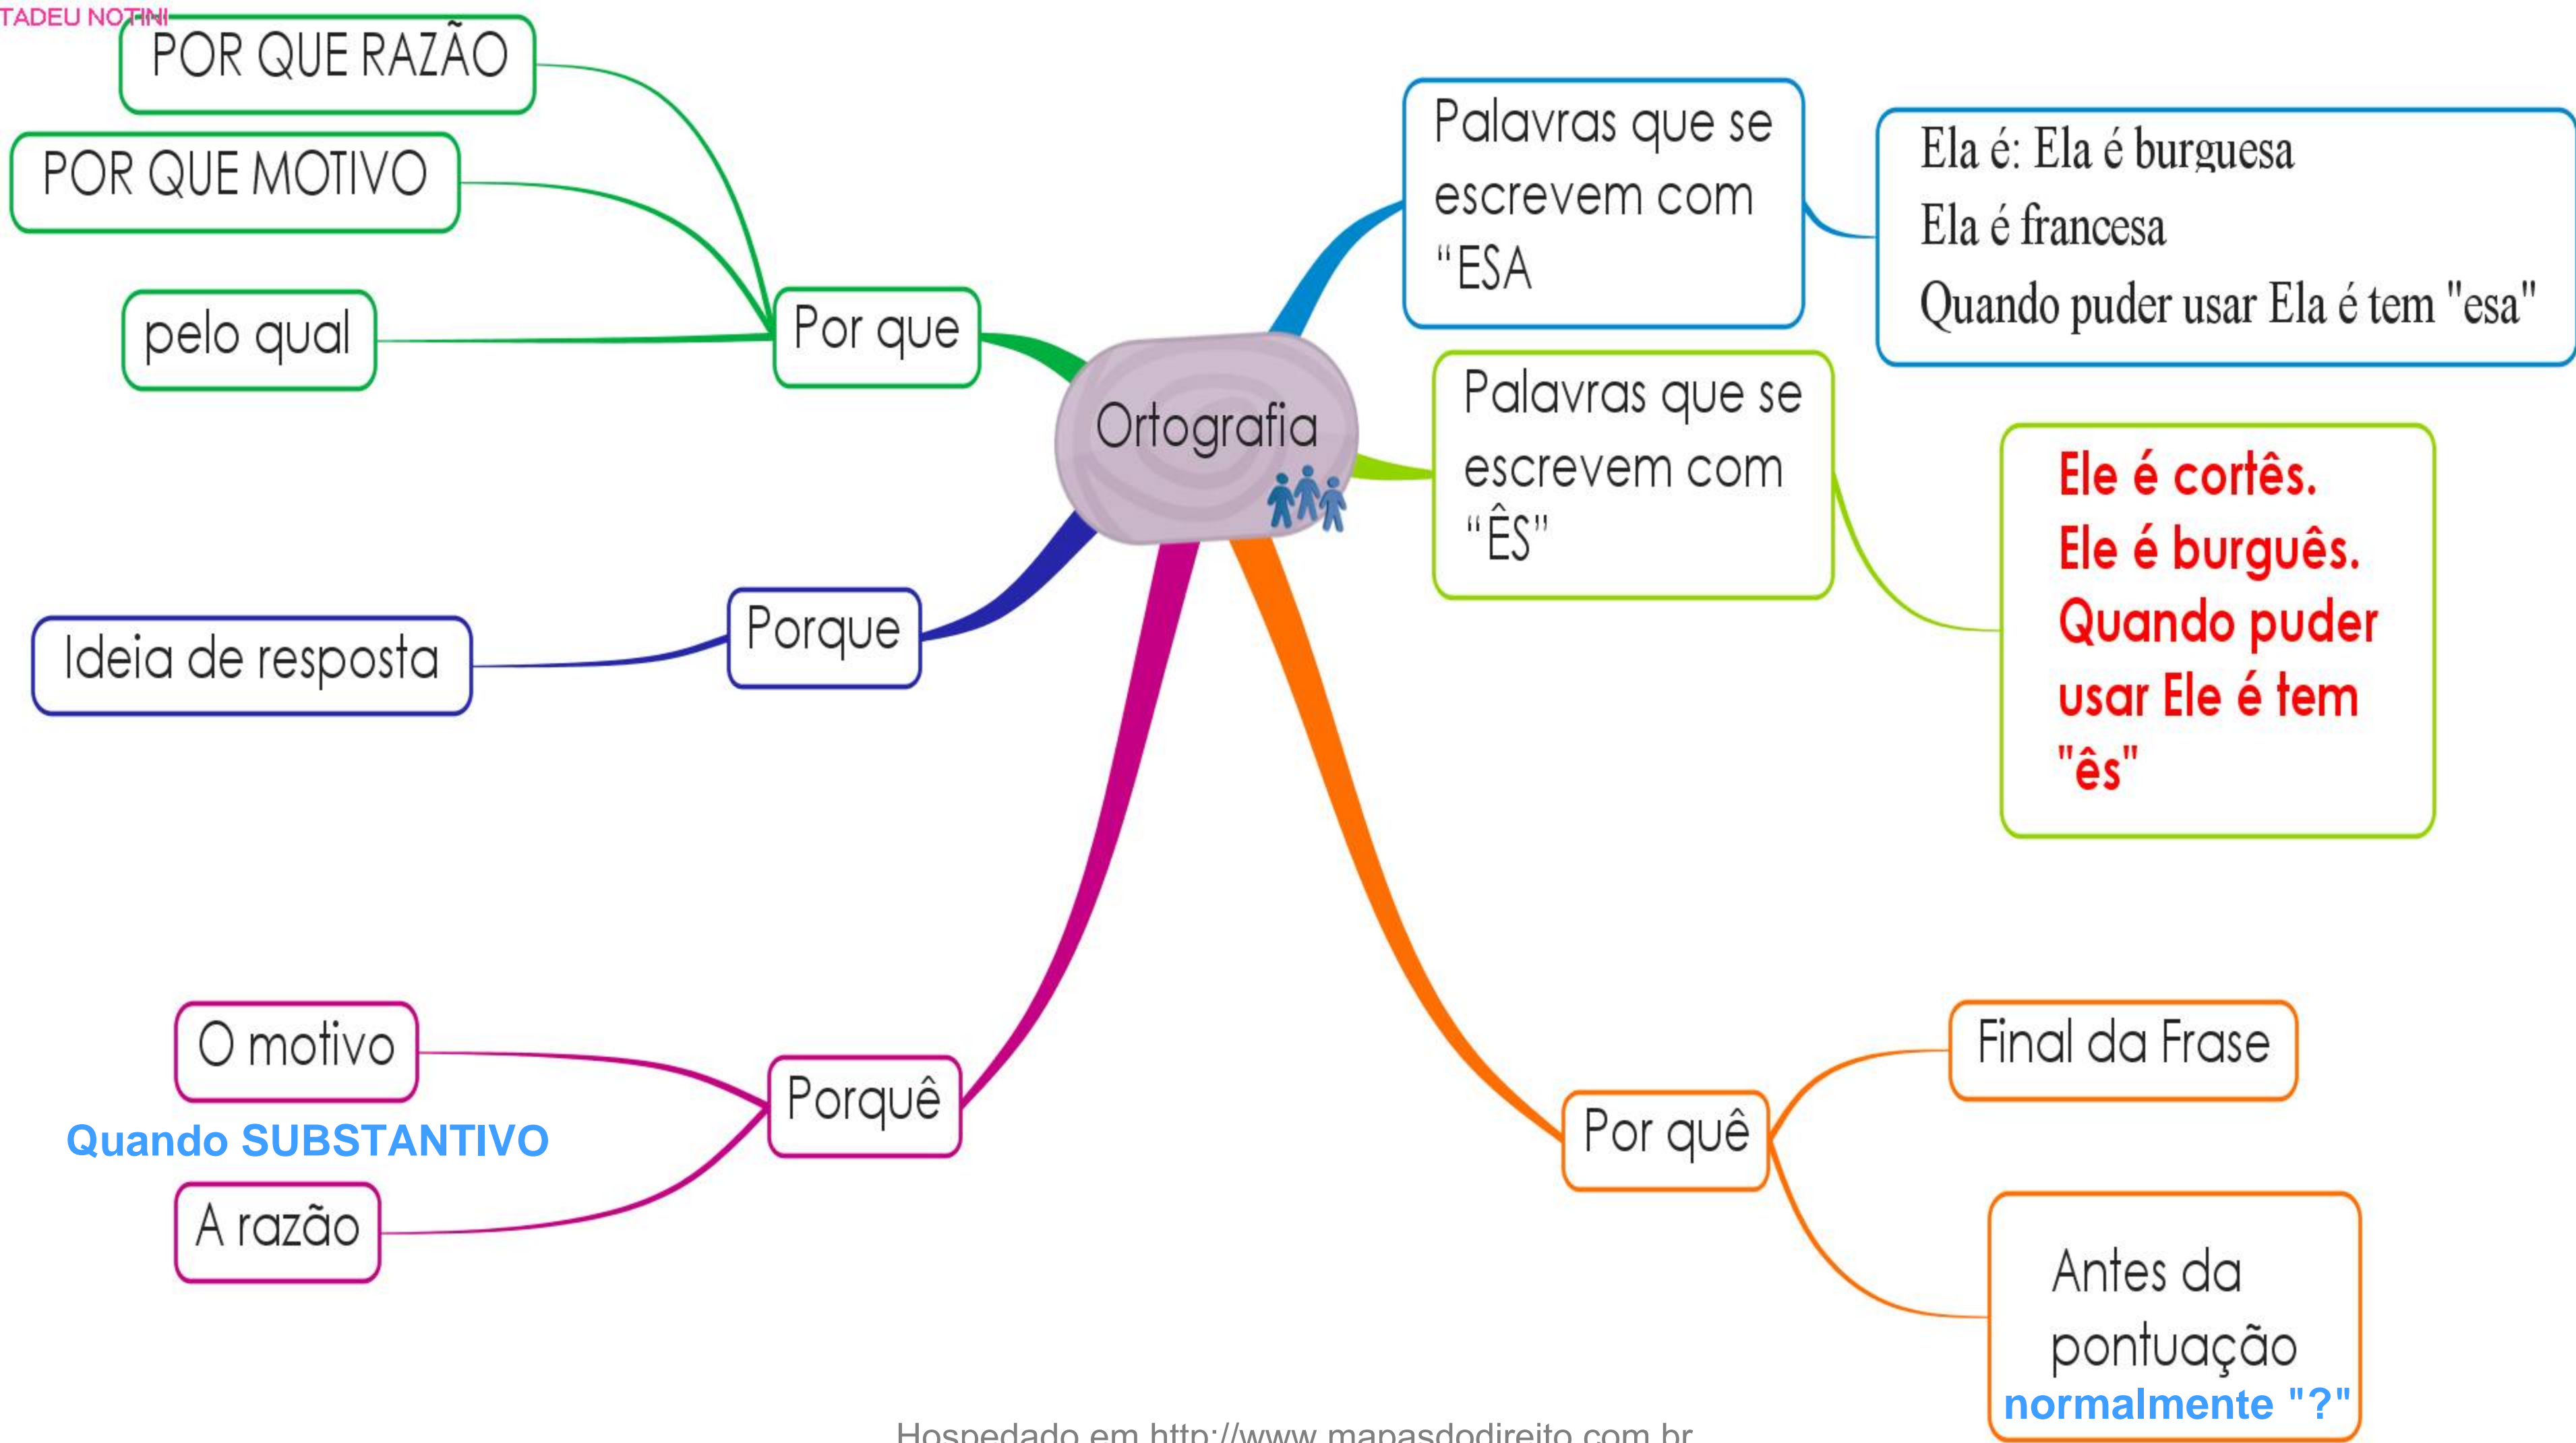 TADEU NOTINI
POR QUE RAZÃO
POR QUE MOTIVO
pelo qual
Por que
Ideia de resposta
Porque
O motivo
Quando SUBSTANTIVO
A razão
Porquê
Ortografia
Palavras que se
escrevem com
“ESA
Ela é: Ela é burguesa
Ela é francesa
Quando puder usar Ela é tem "esa"
Palavras que se
escrevem com
“ÊS”
Ele é cortês.
Ele é burguês.
Quando puder
usar Ele é tem
"ês"
Por quê
Final da Frase
Antes da
pontuação
normalmente "?"
Hospedado em http://www.mapasdodireito.com.br